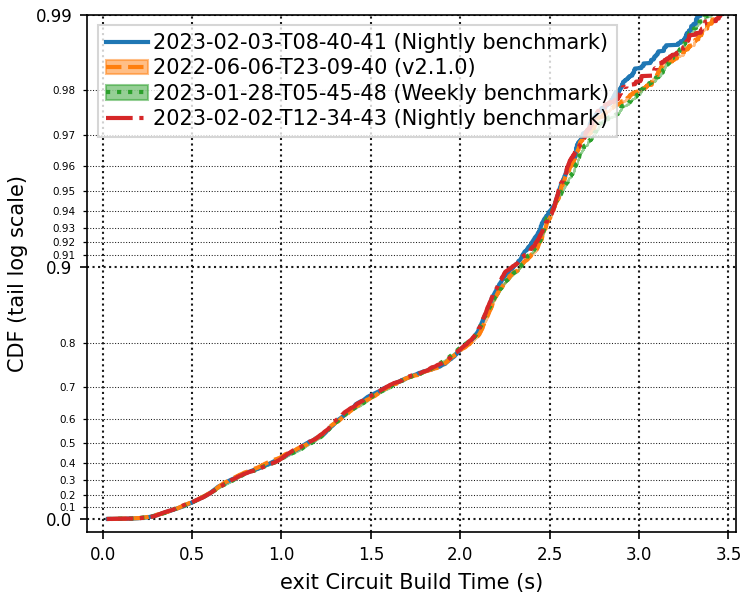 0.99
2023-02-03-T08-40-41 (Nightly benchmark)
2022-06-06-T23-09-40 (v2.1.0)
2023-01-28-T05-45-48 (Weekly benchmark)
2023-02-02-T12-34-43 (Nightly benchmark)
0.98
0.97
0.96
0.95
0.94
0.93
0.92
0.91
0.9
0.8
0.7
0.6
0.5
0.4
0.3
0.2
0.1
0.0
CDF (tail log scale)
0.0 0.5 1.0 1.5 2.0 2.5 3.0 3.5
exit Circuit Build Time (s)